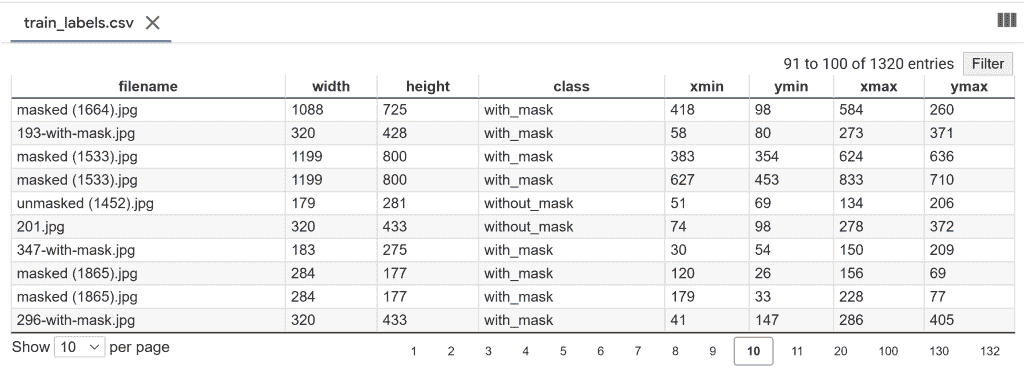 train_labels.csv
91 to 100 of 1320 entries Filter
filename width height class xmin ymin xmax ymax
masked (1664).jpg 1088 725 with_mask 418 98 584 260
193-with-mask.jpg 320 428 with_mask 58 80 273 371
masked (1533).jpg 1199 800 with_mask 383 354 624 636
masked (1533).jpg 1199 800 with_mask 627 453 833 710
unmasked (1452).jpg 179 281 without_mask 51 69 134 206
201.jpg 320 433 without_mask 74 98 278 372
347-with-mask.jpg 183 275 with_mask 30 54 150 209
masked (1865).jpg 284 177 with_mask 120 26 156 69
masked (1865).jpg 284 177 with_mask 179 33 228 77
296-with-mask.jpg 320 433 with_mask 41 147 286 405
Show 10 per page 1 2 3 4 5 6 7 8 9 10 11 20 100 130 132